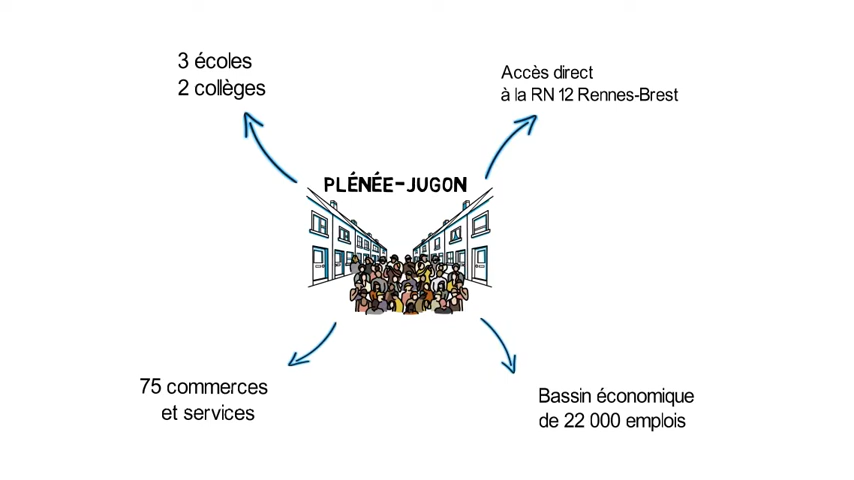 3 écoles
2 collèges
Accès direct
à la RN 12 Rennes-Brest
PLÉNÉE-JUGON
75 commerces
et services
Bassin économique
de 22 000 emplois